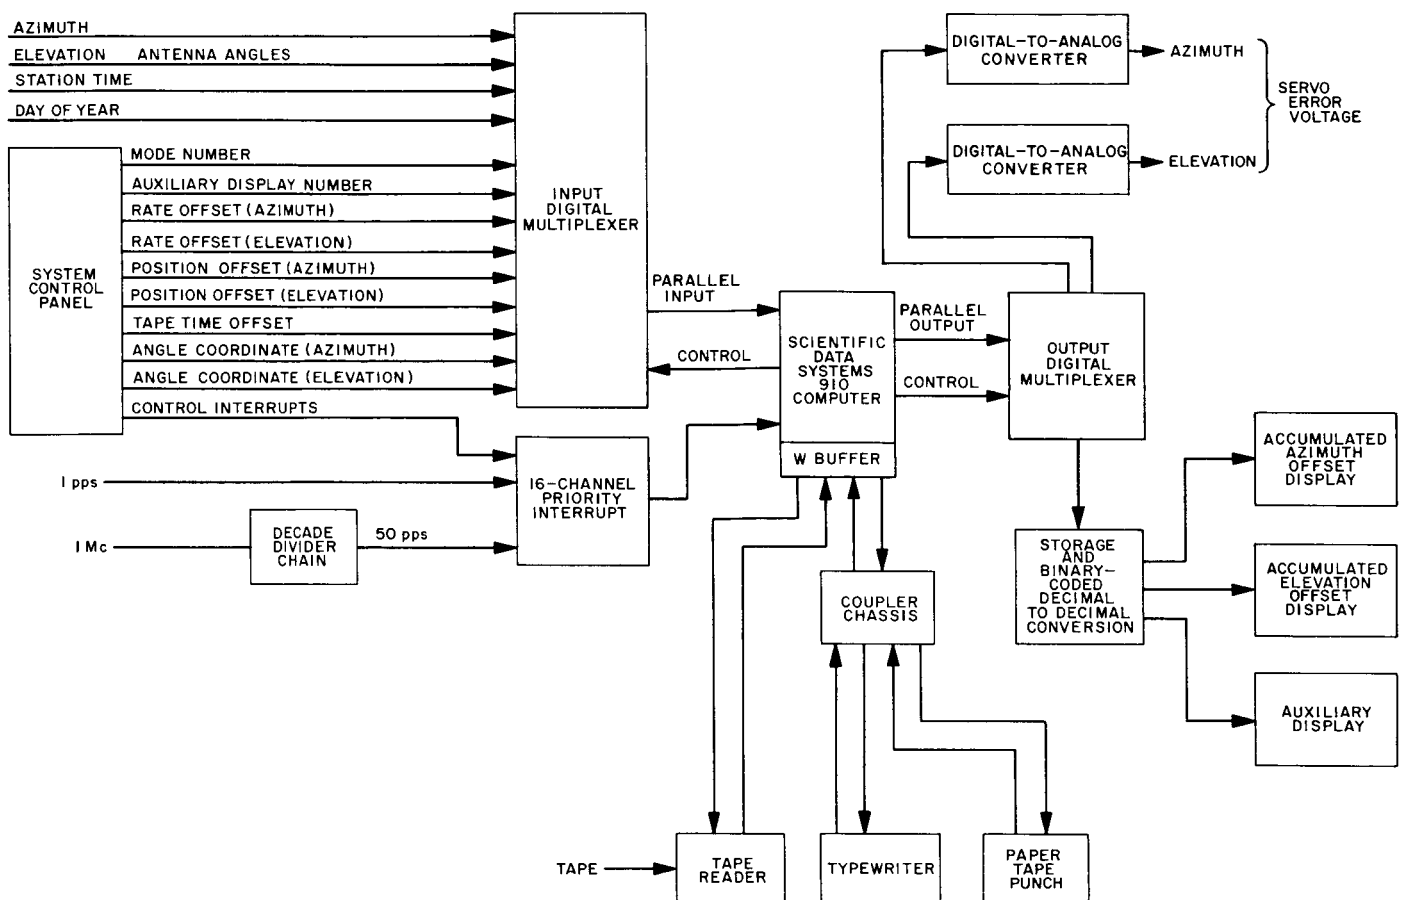 AZIMUTH
ELEVATION ANTENNA ANGLES
STATION TIME
DAY OF YEAR
SYSTEM
CONTROL
PANEL
MODE NUMBER
AUXILIARY DISPLAY NUMBER
RATE OFFSET (AZIMUTH)
RATE OFFSET (ELEVATION)
POSITION OFFSET (AZIMUTH)
POSITION OFFSET (ELEVATION)
TAPE TIME OFFSET
ANGLE COORDINATE (AZIMUTH)
ANGLE COORDINATE (ELEVATION)
CONTROL INTERRUPTS
1 pps
1 Mc
DECADE
DIVIDER
CHAIN
50 pps
INPUT
DIGITAL
MULTIPLEXER
16-CHANNEL
PRIORITY
INTERRUPT
PARALLEL
INPUT
CONTROL
SCIENTIFIC
DATA
SYSTEMS
910
COMPUTER
W BUFFER
PARALLEL
OUTPUT
CONTROL
OUTPUT
DIGITAL
MULTIPLEXER
DIGITAL-TO-ANALOG
CONVERTER
AZIMUTH
DIGITAL-TO-ANALOG
CONVERTER
ELEVATION
SERVO
ERROR
VOLTAGE
STORAGE
AND
BINARY-
CODED
DECIMAL
TO DECIMAL
CONVERSION
ACCUMULATED
AZIMUTH
OFFSET
DISPLAY
ACCUMULATED
ELEVATION
OFFSET
DISPLAY
AUXILIARY
DISPLAY
COUPLER
CHASSIS
TAPE
TAPE
READER
TYPEWRITER
PAPER
TAPE
PUNCH